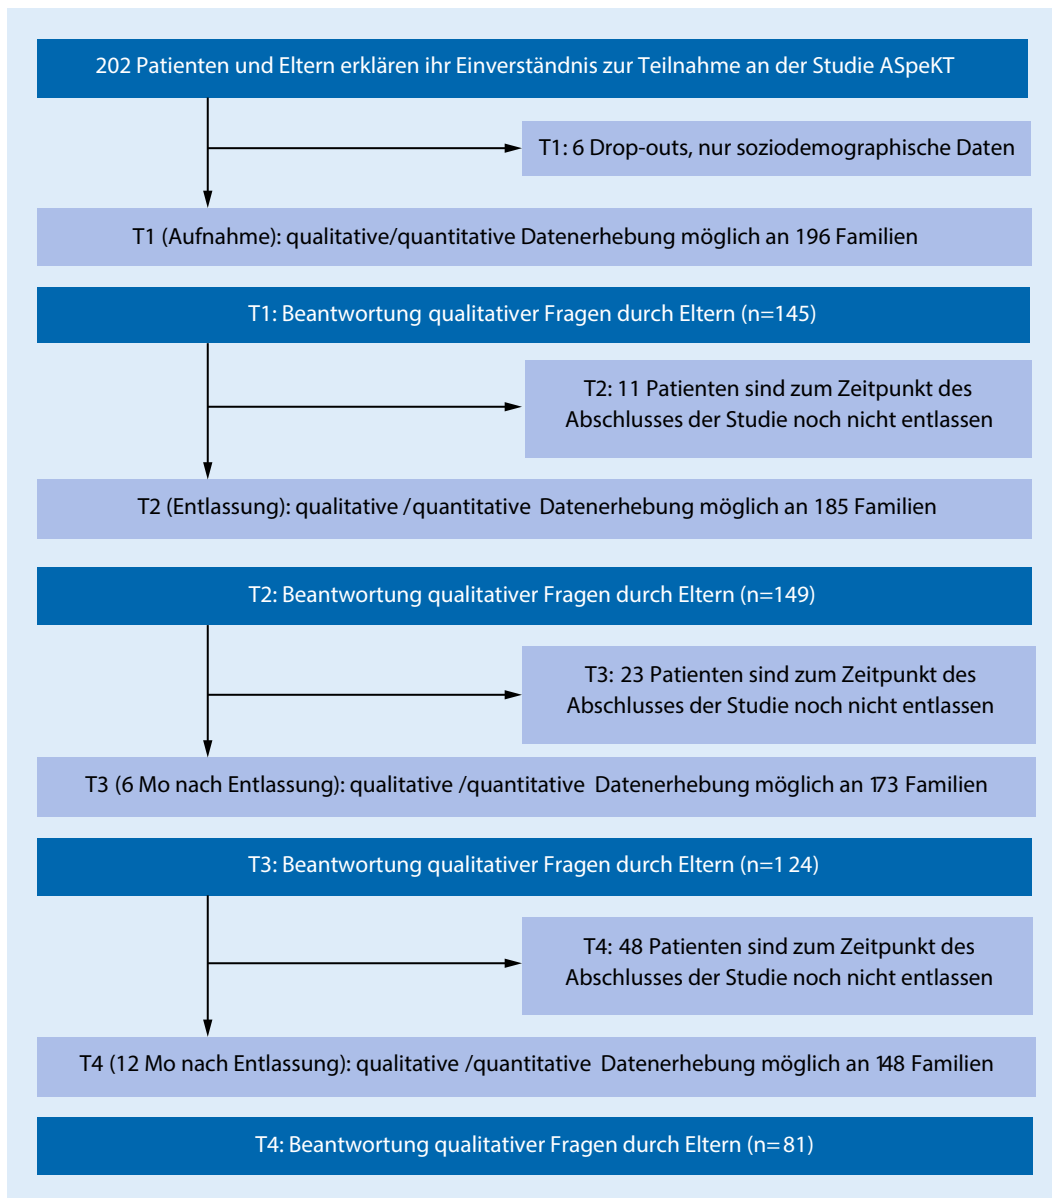 202 Patienten und Eltern erklären ihr Einverständnis zur Teilnahme an der Studie ASpeKT
T1: 6 Drop-outs, nur soziodemographische Daten
T1 (Aufnahme): qualitative/quantitative Datenerhebung möglich an 196 Familien
T1: Beantwortung qualitativer Fragen durch Eltern (n=145)
T2: 11 Patienten sind zum Zeitpunkt des
Abschlusses der Studie noch nicht entlassen
T2 (Entlassung): qualitative /quantitative Datenerhebung möglich an 185 Familien
T2: Beantwortung qualitativer Fragen durch Eltern (n=149)
T3: 23 Patienten sind zum Zeitpunkt des
Abschlusses der Studie noch nicht entlassen
T3 (6 Mo nach Entlassung): qualitative /quantitative Datenerhebung möglich an 173 Familien
T3: Beantwortung qualitativer Fragen durch Eltern (n=1 24)
T4: 48 Patienten sind zum Zeitpunkt des
Abschlusses der Studie noch nicht entlassen
T4 (12 Mo nach Entlassung): qualitative /quantitative Datenerhebung möglich an 148 Familien
T4: Beantwortung qualitativer Fragen durch Eltern (n= 81)